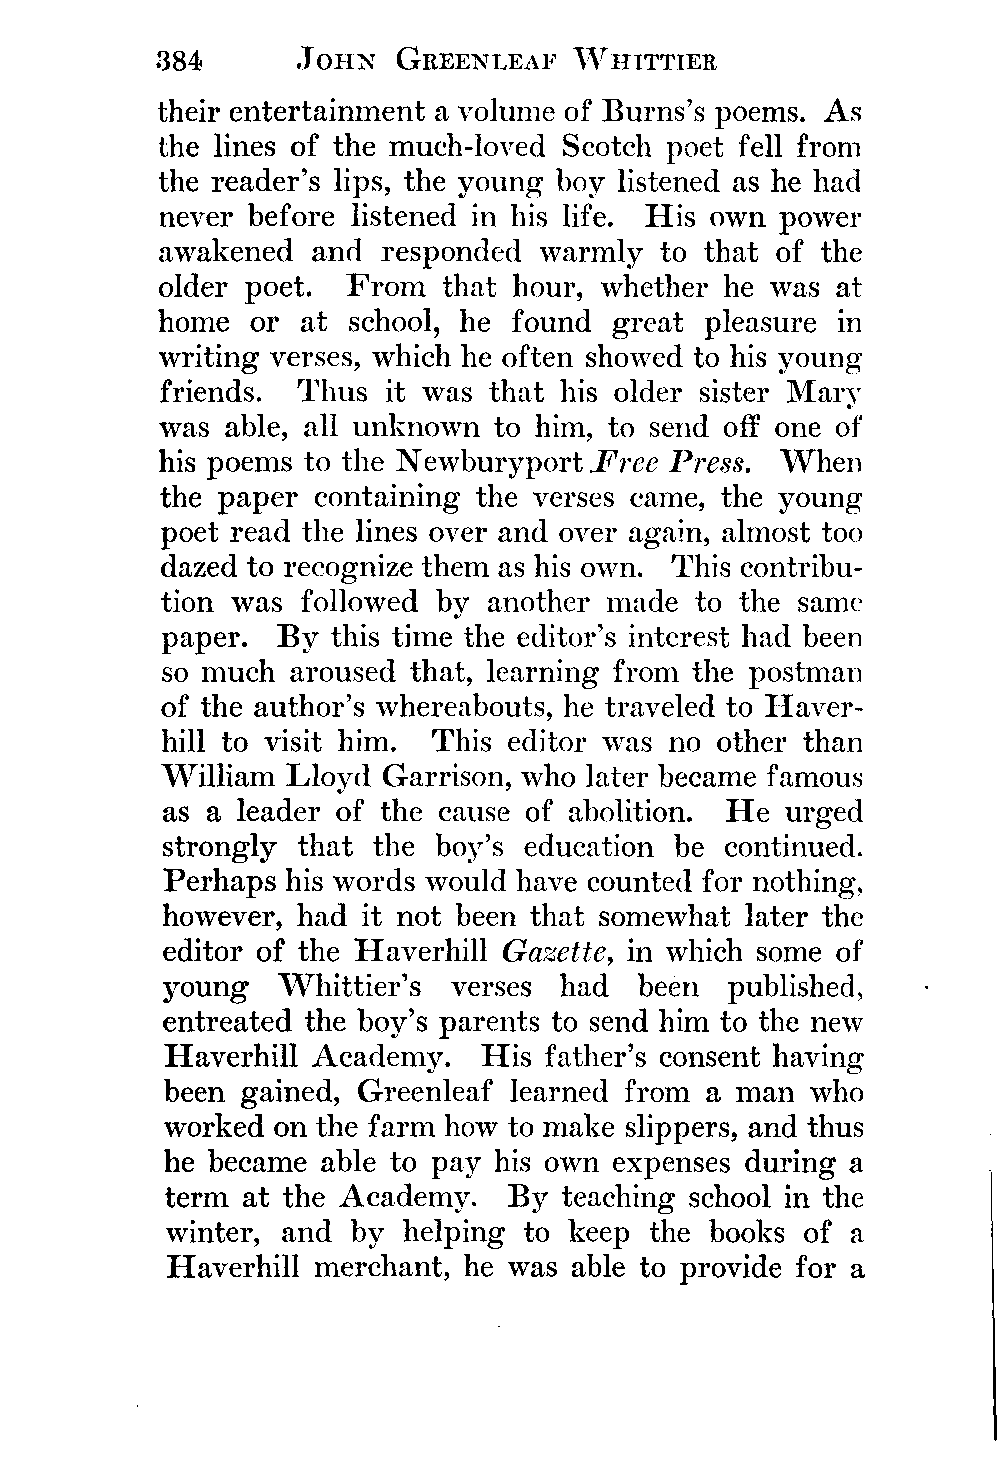 384 JOHN GREENLEAF WHITTIER
their entertainment a volume of Burns's poems. As
the lines of the much-loved Scotch poet fell from
the reader's lips, the young boy listened as he had
never before listened in his life. His own power
awakened and responded warmly to that of the
older poet. From that hour, whether he was at
home or at school, he found great pleasure in
writing verses, which he often showed to his young
friends. Thus it was that his older sister Mary
was able, all unknown to him, to send off one of
his poems to the Newburyport Free Press. When
the paper containing the verses came, the young
poet read the lines over and over again, almost too
dazed to recognize them as his own. This contribu-
tion was followed by another made to the same
paper. By this time the editor's interest had been
so much aroused that, learning from the postman
of the author's whereabouts, he traveled to Haver-
hill to visit him. This editor was no other than
William Lloyd Garrison, who later became famous
as a leader of the cause of abolition. He urged
strongly that the boy's education be continued.
Perhaps his words would have counted for nothing,
however, had it not been that somewhat later the
editor of the Haverhill Gazette, in which some of
young Whittier's verses had been published,
entreated the boy's parents to send him to the new
Haverhill Academy. His father's consent having
been gained, Greenleaf learned from a man who
worked on the farm how to make slippers, and thus
he became able to pay his own expenses during a
term at the Academy. By teaching school in the
winter, and by helping to keep the books of a
Haverhill merchant, he was able to provide for a